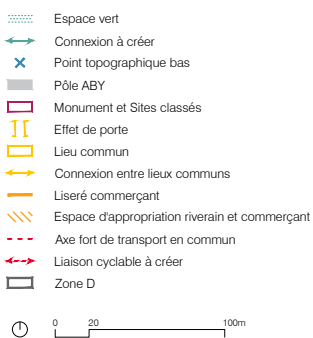 Espace vert
Connexion à créer
Point topographique bas
Pôle ABY
Monument et Sites classés
Effet de porte
Lieu commun
Connexion entre lieux communs
Liseré commerçant
Espace d'appropriation riverain et commerçant
Axe fort de transport en commun
Liaison cyclable à créer
Zone D
0 20 100m